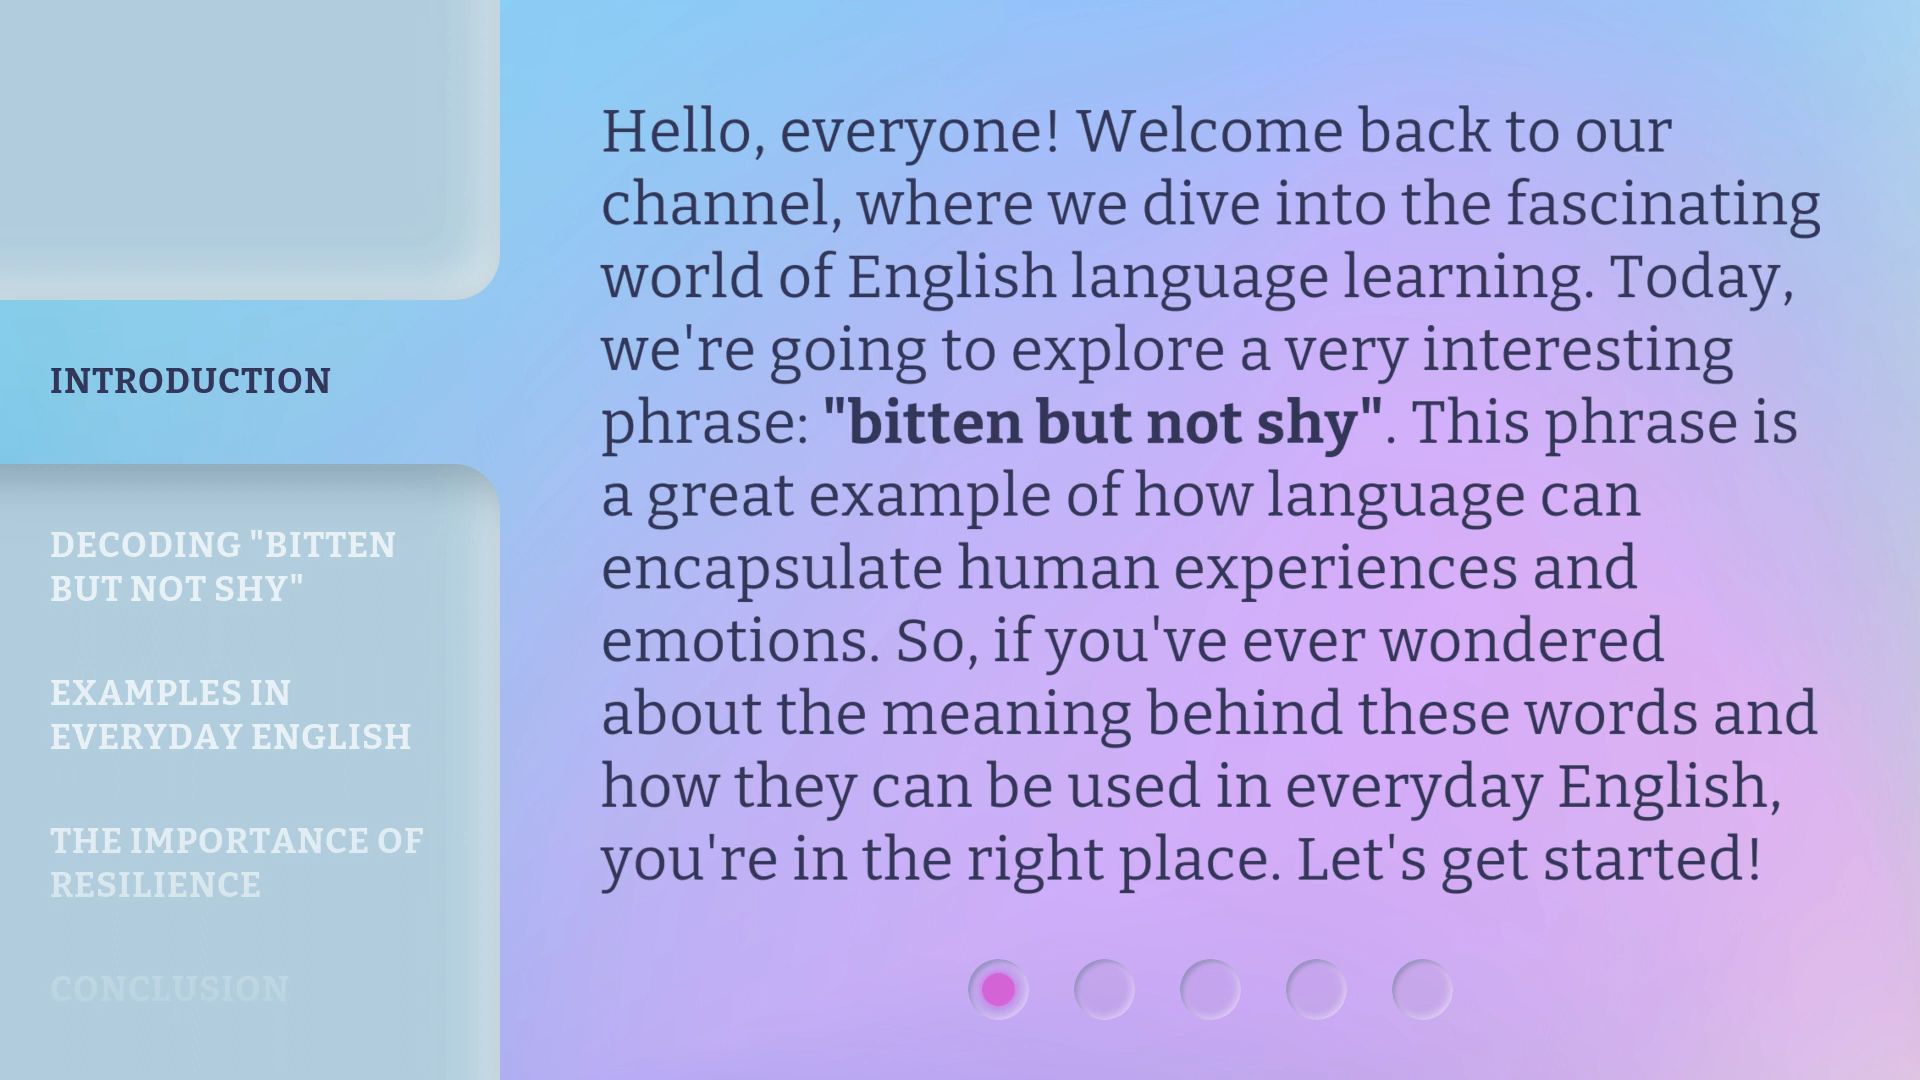 INTRODUCTION
DECODING "BITTEN
BUT NOT SHY"
EXAMPLES IN
EVERYDAY ENGLISH
THE IMPORTANCE OF
RESILIENCE
CONCLUSION
Hello, everyone! Welcome back to our
channel, where we dive into the fascinating
world of English language learning. Today,
we're going to explore a very interesting
phrase: "bitten but not shy". This phrase is
a great example of how language can
encapsulate human experiences and
emotions. So, if you've ever wondered
about the meaning behind these words and
how they can be used in everyday English,
you're in the right place. Let's get started!